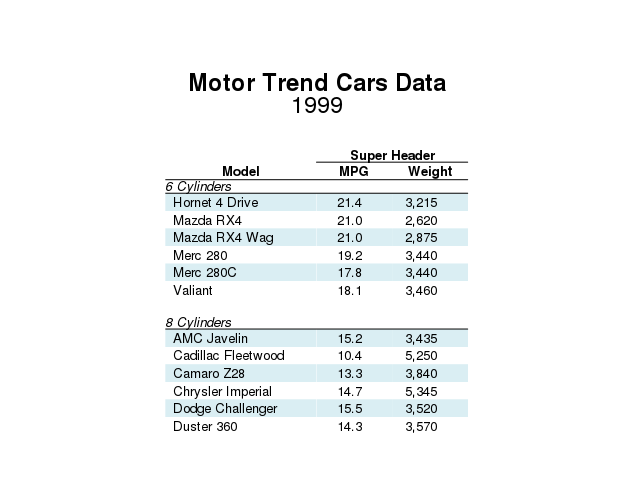 Motor Trend Cars Data
1999
Super Header
Model MPG Weight
6 Cylinders
Hornet 4 Drive 21.4 3,215
Mazda RX4 21.0 2,620
Mazda RX4 Wag 21.0 2,875
Merc 280 19.2 3,440
Merc 280C 17.8 3,440
Valiant 18.1 3,460
8 Cylinders
AMC Javelin 15.2 3,435
Cadillac Fleetwood 10.4 5,250
Camaro Z28 13.3 3,840
Chrysler Imperial 14.7 5,345
Dodge Challenger 15.5 3,520
Duster 360 14.3 3,570